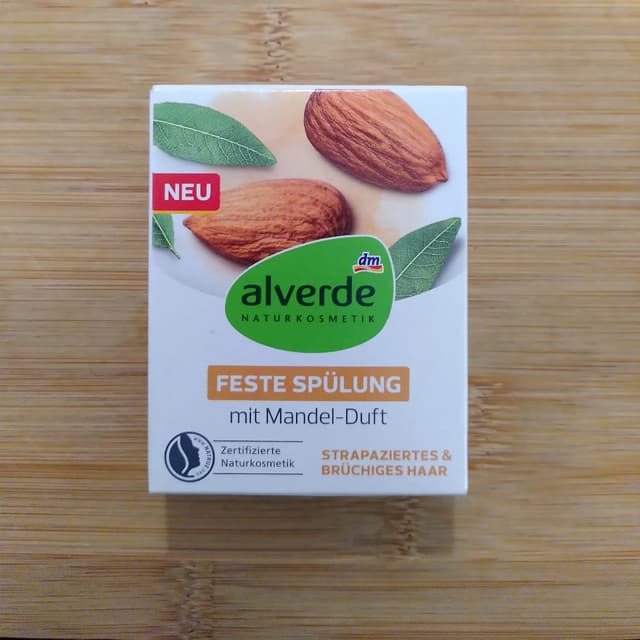 NEU
dm
alverde
NATURKOSMETIK
FESTE SPÜLUNG
mit Mandel-Duft
Zertifizierte
Naturkosmetik
STRAPAZIERTES &
BRÜCHIGES HAAR